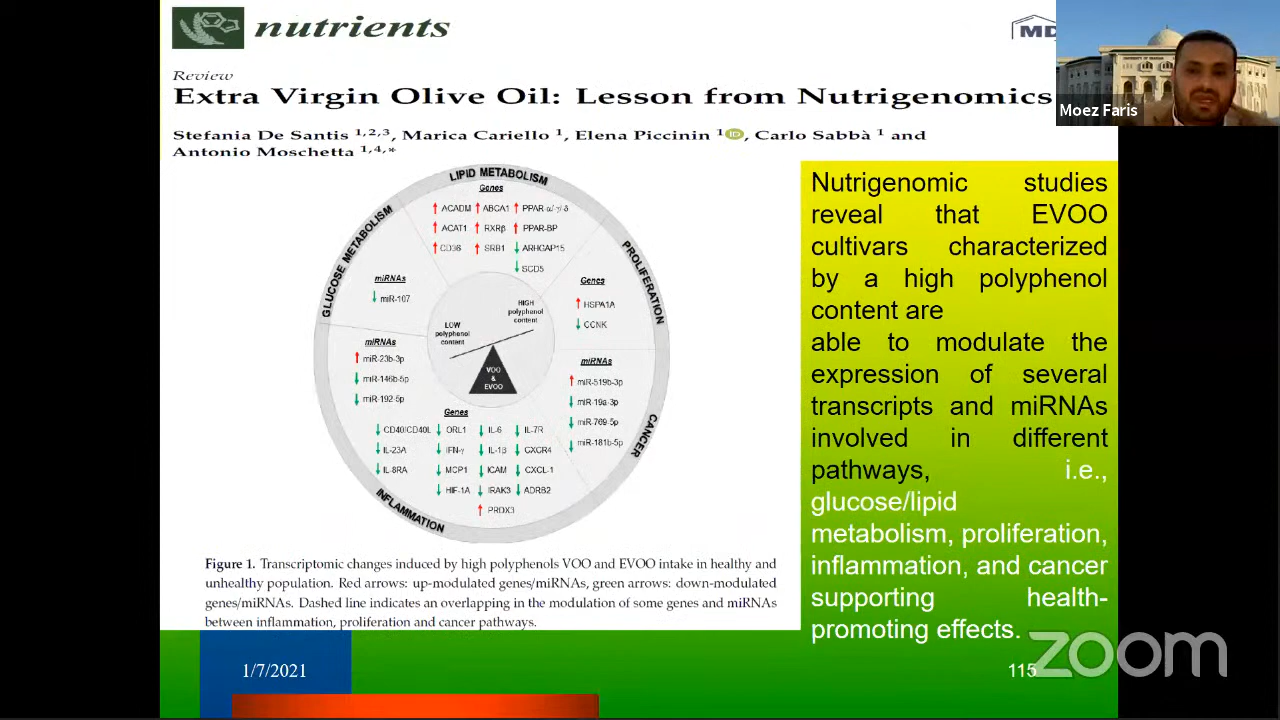 nutrients
MD
Review
Extra Virgin Olive Oil: Lesson from Nutrigenomics
Stefania De Santis 1,2,3, Marica Cariello 1, Elena Piccinin 1 iD, Carlo Sabbà 1 and
Antonio Moschetta 1,4,*
Moez Faris
LIPID METABOLISM
Genes
ACADM ABCA1 PPAR α/γ/δ
ACAT1 RXRβ PPAR-BP
CD36 SRB1 ARHGAP15
SCD5
GLUCOSE METABOLISM
miRNAs
miR-107
PROLIFERATION
Genes
HSPA1A
CCNK
LOW
polyphenol
content
HIGH
polyphenol
content
VOO
&
EVOO
miRNAs
miR-23b-3p
miR-146b-5p
miR-192-5p
miRNAs
miR-519b-3p
miR-19a-3p
miR-769-5p
miR-181b-5p
CANCER
Genes
CD40/CD40L ORL1 IL-6 IL-7R
IL-23A IFN-γ IL-1β CXCR4
IL-8RA MCP1 ICAM CXCL-1
HIF-1A IRAK3 ADRB2
PRDX3
INFLAMMATION
Figure 1. Transcriptomic changes induced by high polyphenols VOO and EVOO intake in healthy and
unhealthy population. Red arrows: up-modulated genes/miRNAs, green arrows: down-modulated
genes/miRNAs. Dashed line indicates an overlapping in the modulation of some genes and miRNAs
between inflammation, proliferation and cancer pathways.
Nutrigenomic studies
reveal that EVOO
cultivars characterized
by a high polyphenol
content are
able to modulate the
expression of several
transcripts and miRNAs
involved in different
pathways, i.e.,
glucose/lipid
metabolism, proliferation,
inflammation, and cancer
supporting health-
promoting effects.
1/7/2021
115
zoom